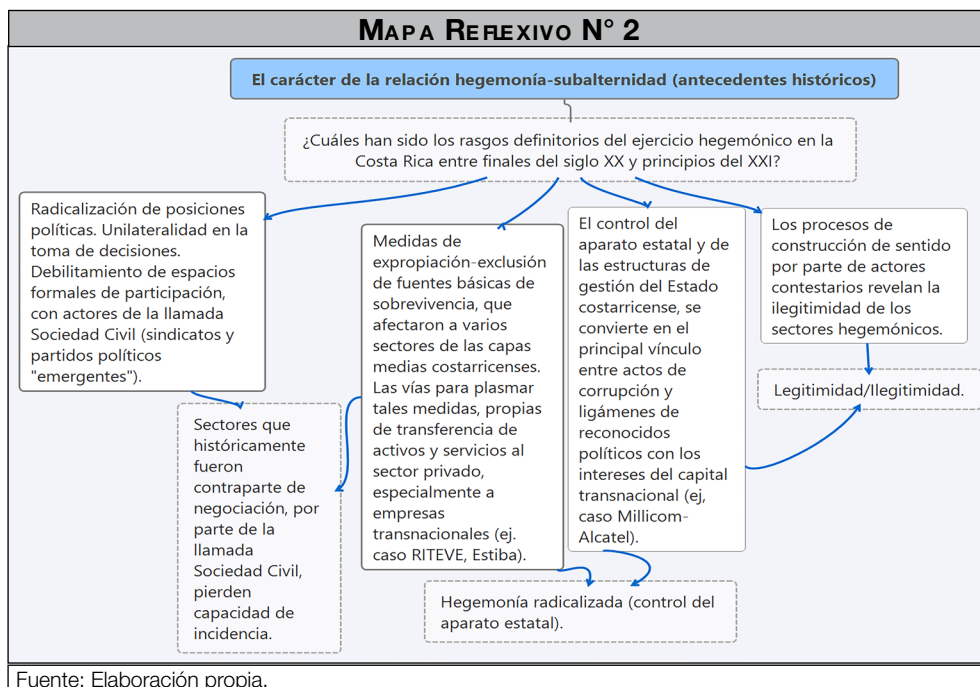 MAPA REFLEXIVO N° 2
El carácter de la relación hegemonía-subalternidad (antecedentes históricos)
¿Cuáles han sido los rasgos definitorios del ejercicio hegemónico en la
Costa Rica entre finales del siglo XX y principios del XXI?
Radicalización de posiciones
políticas. Unilateralidad en la
toma de decisiones.
Debilitamiento de espacios
formales de participación,
con actores de la llamada
Sociedad Civil (sindicatos y
partidos políticos
"emergentes").
Medidas de
expropiación-exclusión
de fuentes básicas de
sobrevivencia, que
afectaron a varios
sectores de las capas
medias costarricenses.
Las vías para plasmar
tales medidas, propias
de transferencia de
activos y servicios al
sector privado,
especialmente a
empresas
transnacionales (ej.
caso RITEVE, Estiba).
El control del
aparato estatal y de
las estructuras de
gestión del Estado
costarricense, se
convierte en el
principal vínculo
entre actos de
corrupción y
ligámenes de
reconocidos
políticos con los
intereses del capital
transnacional (ej,
caso Millicom-
Alcatel).
Los procesos de
construcción de sentido
por parte de actores
contestarios revelan la
ilegitimidad de los
sectores hegemónicos.
Legitimidad/Ilegitimidad.
Sectores que
históricamente
fueron
contraparte de
negociación, por
parte de la
llamada
Sociedad Civil,
pierden
capacidad de
incidencia.
Hegemonía radicalizada (control del
aparato estatal).
Fuente: Elaboración propia.